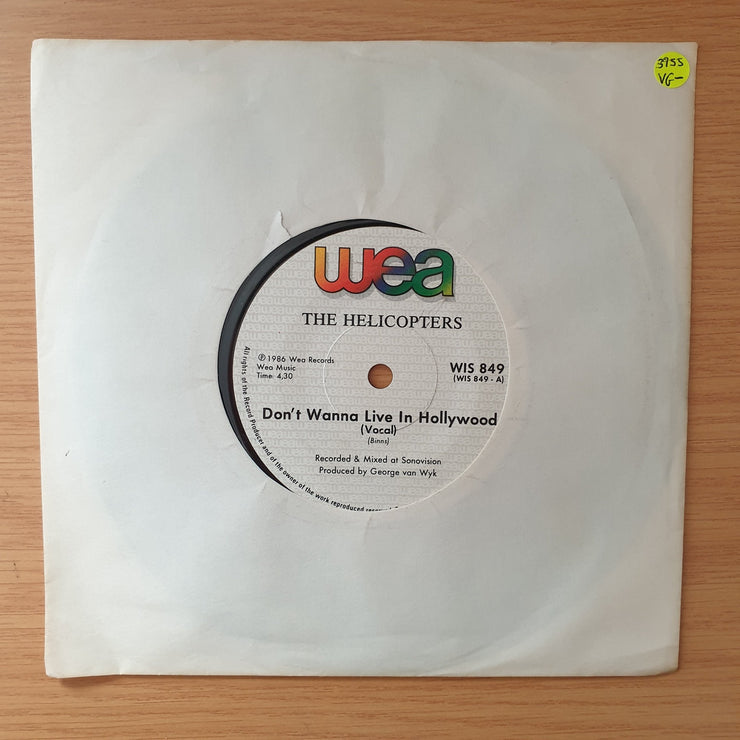 3955
VG-
wea
THE HELICOPTERS
℗ 1986 Wea Records
Wea Music
Time: 4,30
WIS 849
(WIS 849 - A)
Don't Wanna Live In Hollywood
(Vocal)
(Binns)
Recorded & Mixed at Sonovision
Produced by George van Wyk
All rights of the Record Producer and of the owner of the work reproduced